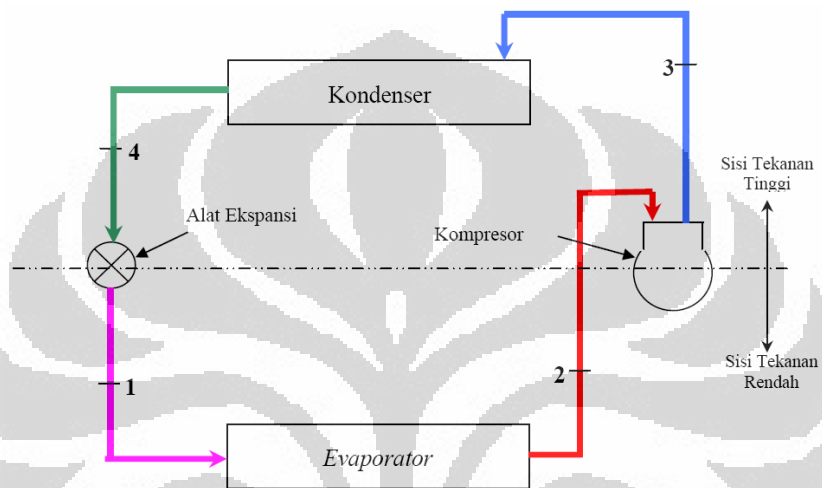 Kondenser
3
4
Sisi Tekanan
Tinggi
Alat Ekspansi
Kompresor
Sisi Tekanan
Rendah
1
2
Evaporator